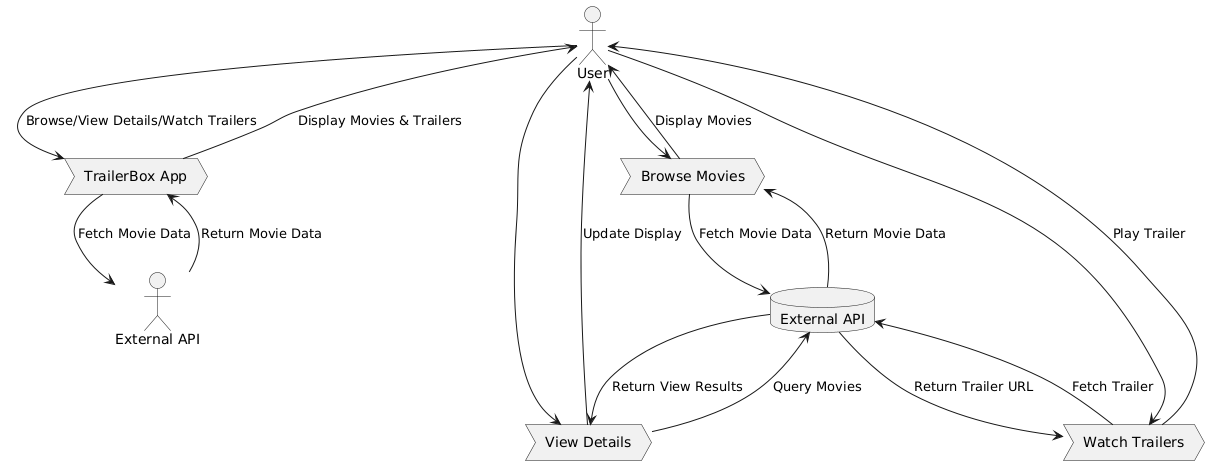 User
Browse/View Details/Watch Trailers
Display Movies & Trailers
Display Movies
TrailerBox App
Browse Movies
Fetch Movie Data
Return Movie Data
Update Display
Fetch Movie Data
Return Movie Data
Play Trailer
External API
External API
Return View Results
Query Movies
Return Trailer URL
Fetch Trailer
View Details
Watch Trailers